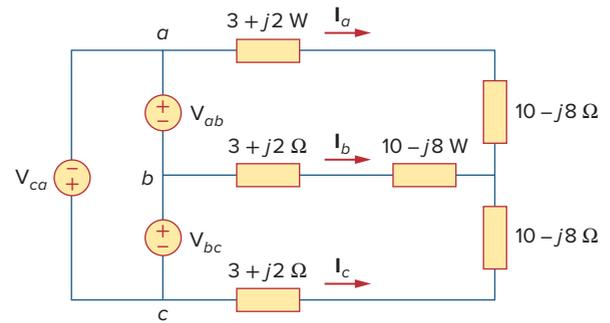 a
3 + j2 W
I_a
+
−
V_ab
10 – j8 Ω
3 + j2 Ω
I_b
10 – j8 W
V_ca
−
+
b
+
−
V_bc
10 – j8 Ω
3 + j2 Ω
I_c
c